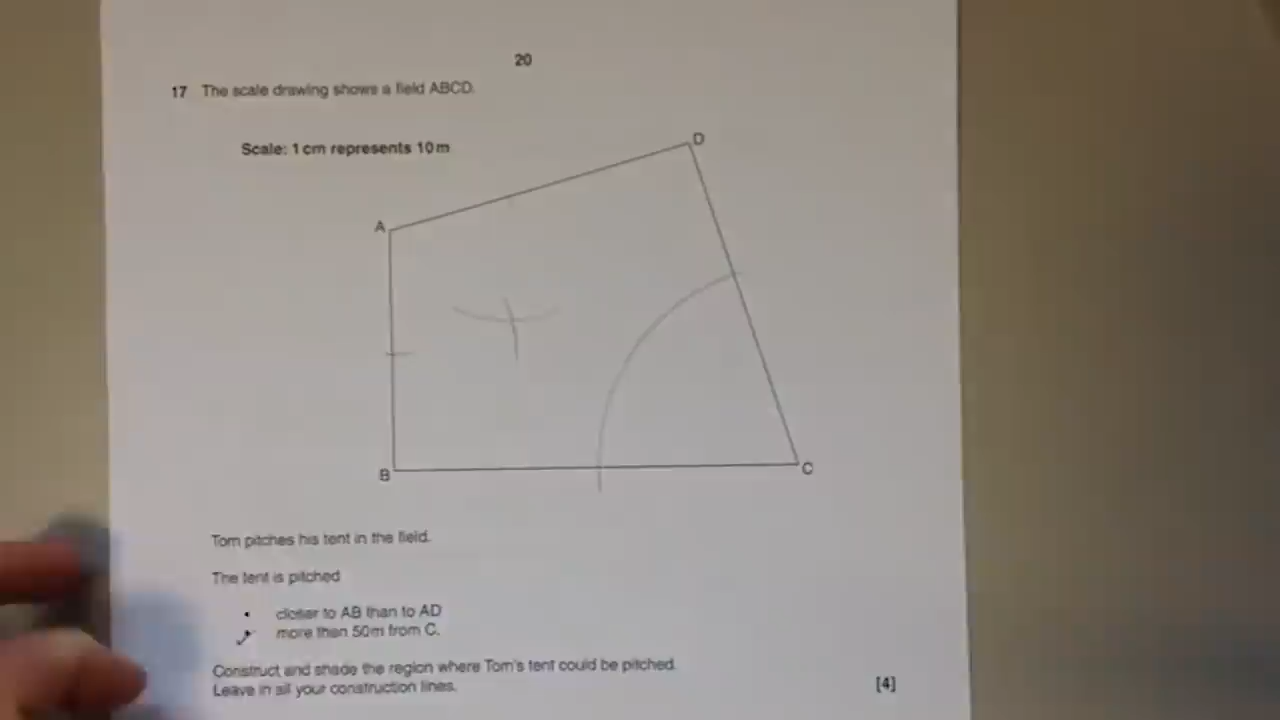 20
17 The scale drawing shows a field ABCD.
Scale: 1 cm represents 10 m
D
A
B
C
Tom pitches his tent in the field.
The tent is pitched
• closer to AB than to AD
• more than 50 m from C.
Construct and shade the region where Tom's tent could be pitched.
Leave in all your construction lines.
[4]